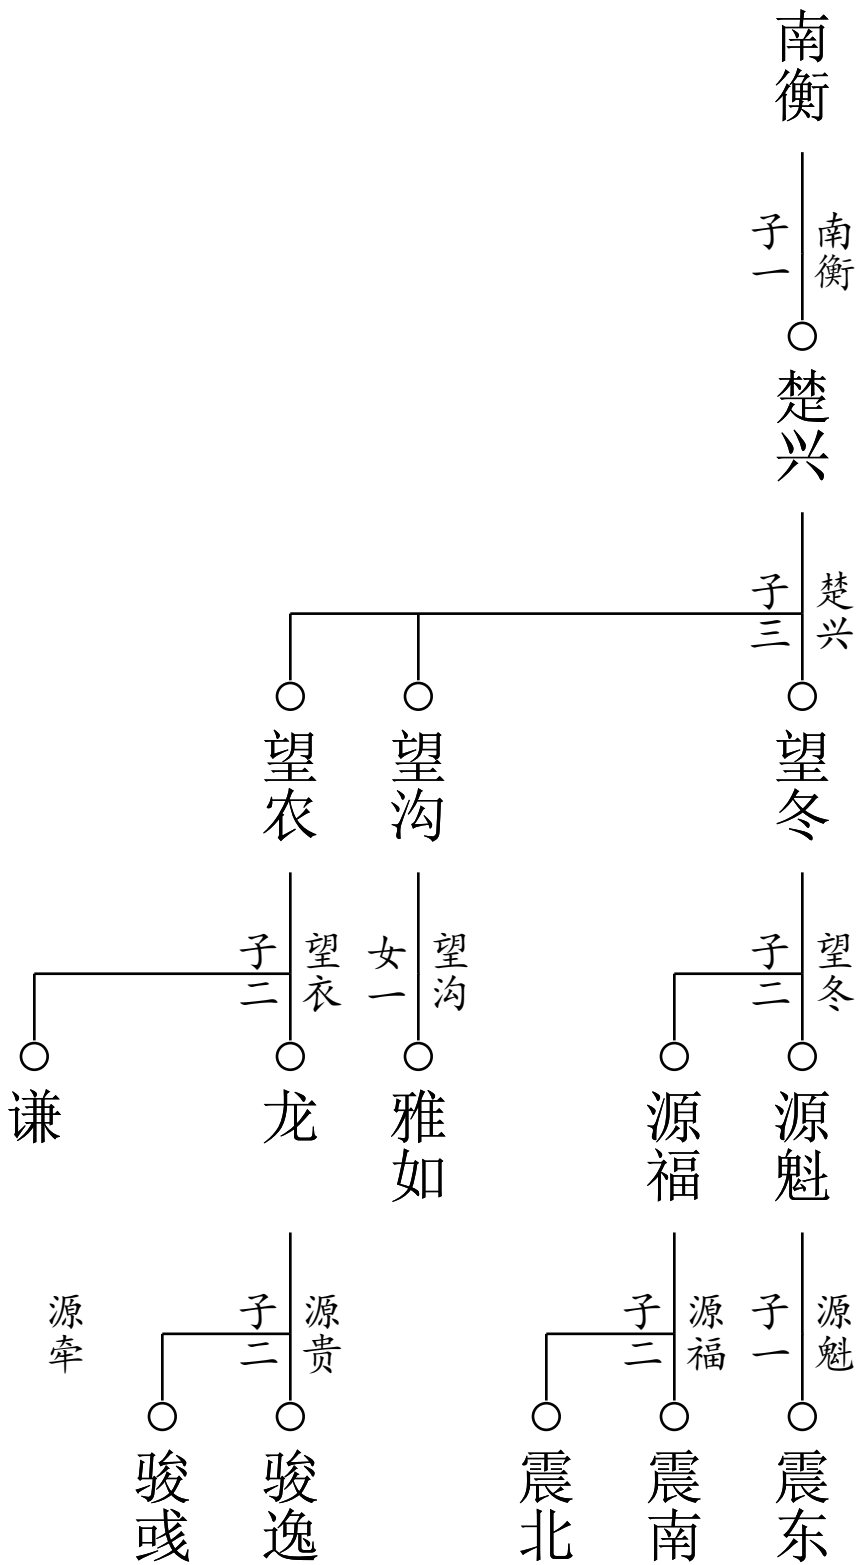 南衡
南衡
子一
楚兴
楚兴
子三
望冬
望沟
望农
望冬
子二
望沟
女一
望衣
子二
源魁
源福
雅如
龙
谦
源魁
子一
源福
子二
源贵
子二
源牵
震东
震南
震北
骏逸
骏彧